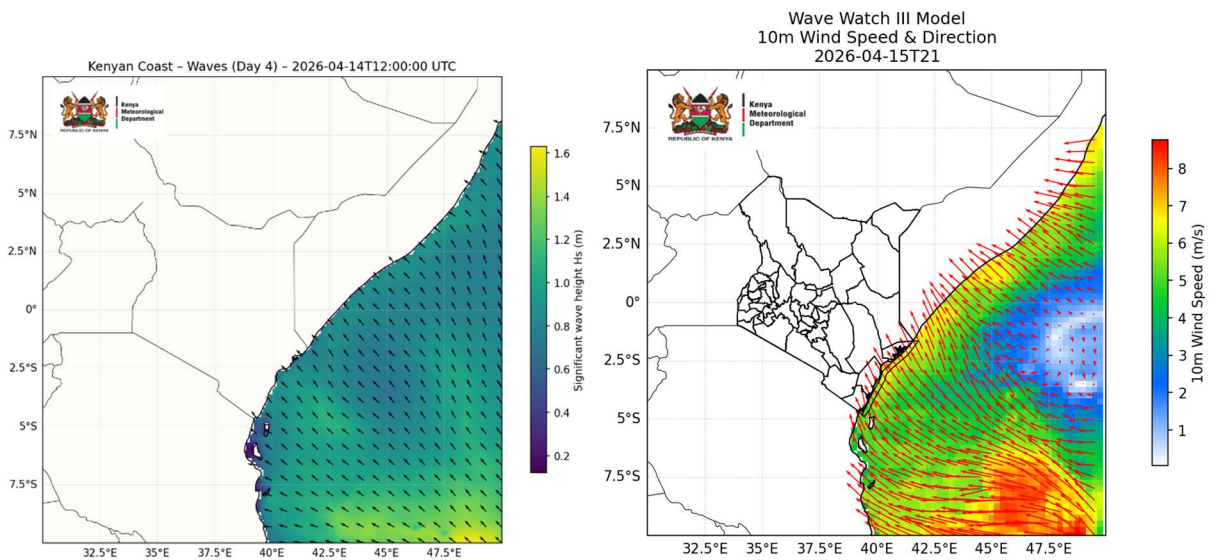 Kenyan Coast – Waves (Day 4) – 2026-04-14T12:00:00 UTC
Kenya
Meteorological
Department
REPUBLIC OF KENYA
7.5°N
5°N
2.5°N
0°
2.5°S
5°S
7.5°S
32.5°E
35°E
37.5°E
40°E
42.5°E
45°E
47.5°E
1.6
1.4
1.2
1.0
0.8
0.6
0.4
0.2
Significant wave height Hs (m)
Wave Watch III Model
10m Wind Speed & Direction
2026-04-15T21
Kenya
Meteorological
Department
REPUBLIC OF KENYA
7.5°N
5°N
2.5°N
0°
2.5°S
5°S
7.5°S
32.5°E
35°E
37.5°E
40°E
42.5°E
45°E
47.5°E
8
7
6
5
4
3
2
1
10m Wind Speed (m/s)